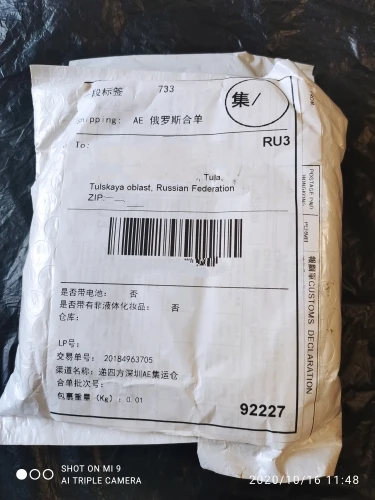 标签 733
集/
Shipping: AE 俄罗斯合单
RU3
To:
, Tula,
Tulskaya oblast, Russian Federation
ZIP:
是否带电池: 否
是否带有非液体化妆品: 否
仓库:
LP号:
交易单号: 20184963705
渠道名称: 递四方深圳AE集运仓
合单批次号:
包裹重量(Kg): 0.01
92227
POSTAGE PAID
HONG KONG
PERMIT
CUSTOMS DECLARATION
SHOT ON MI 9
AI TRIPLE CAMERA
2020/10/16 11:48